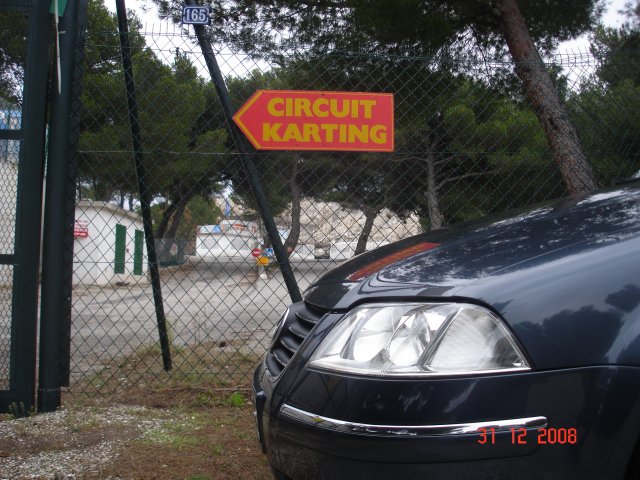 165
CIRCUIT
KARTING
31 12 2008